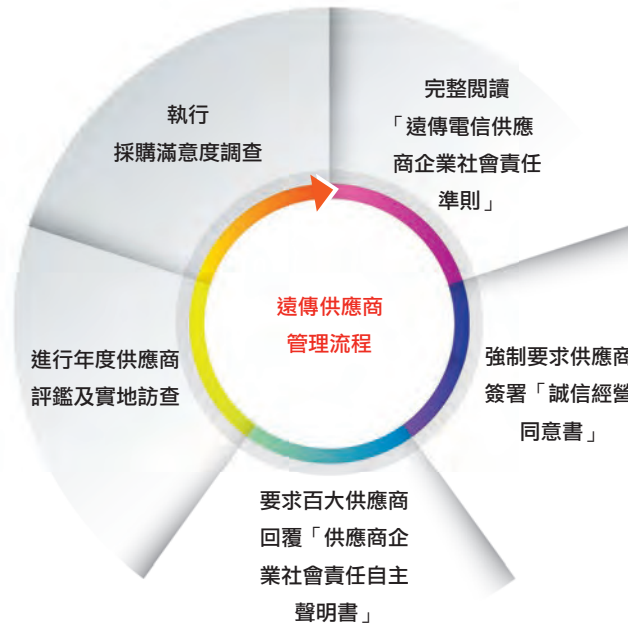 執行
採購滿意度調查
完整閱讀
「遠傳電信供應
商企業社會責任
準則」
遠傳供應商
管理流程
進行年度供應商
評鑑及實地訪查
強制要求供應商
簽署「誠信經營
同意書」
要求百大供應商
回覆「供應商企
業社會責任自主
聲明書」